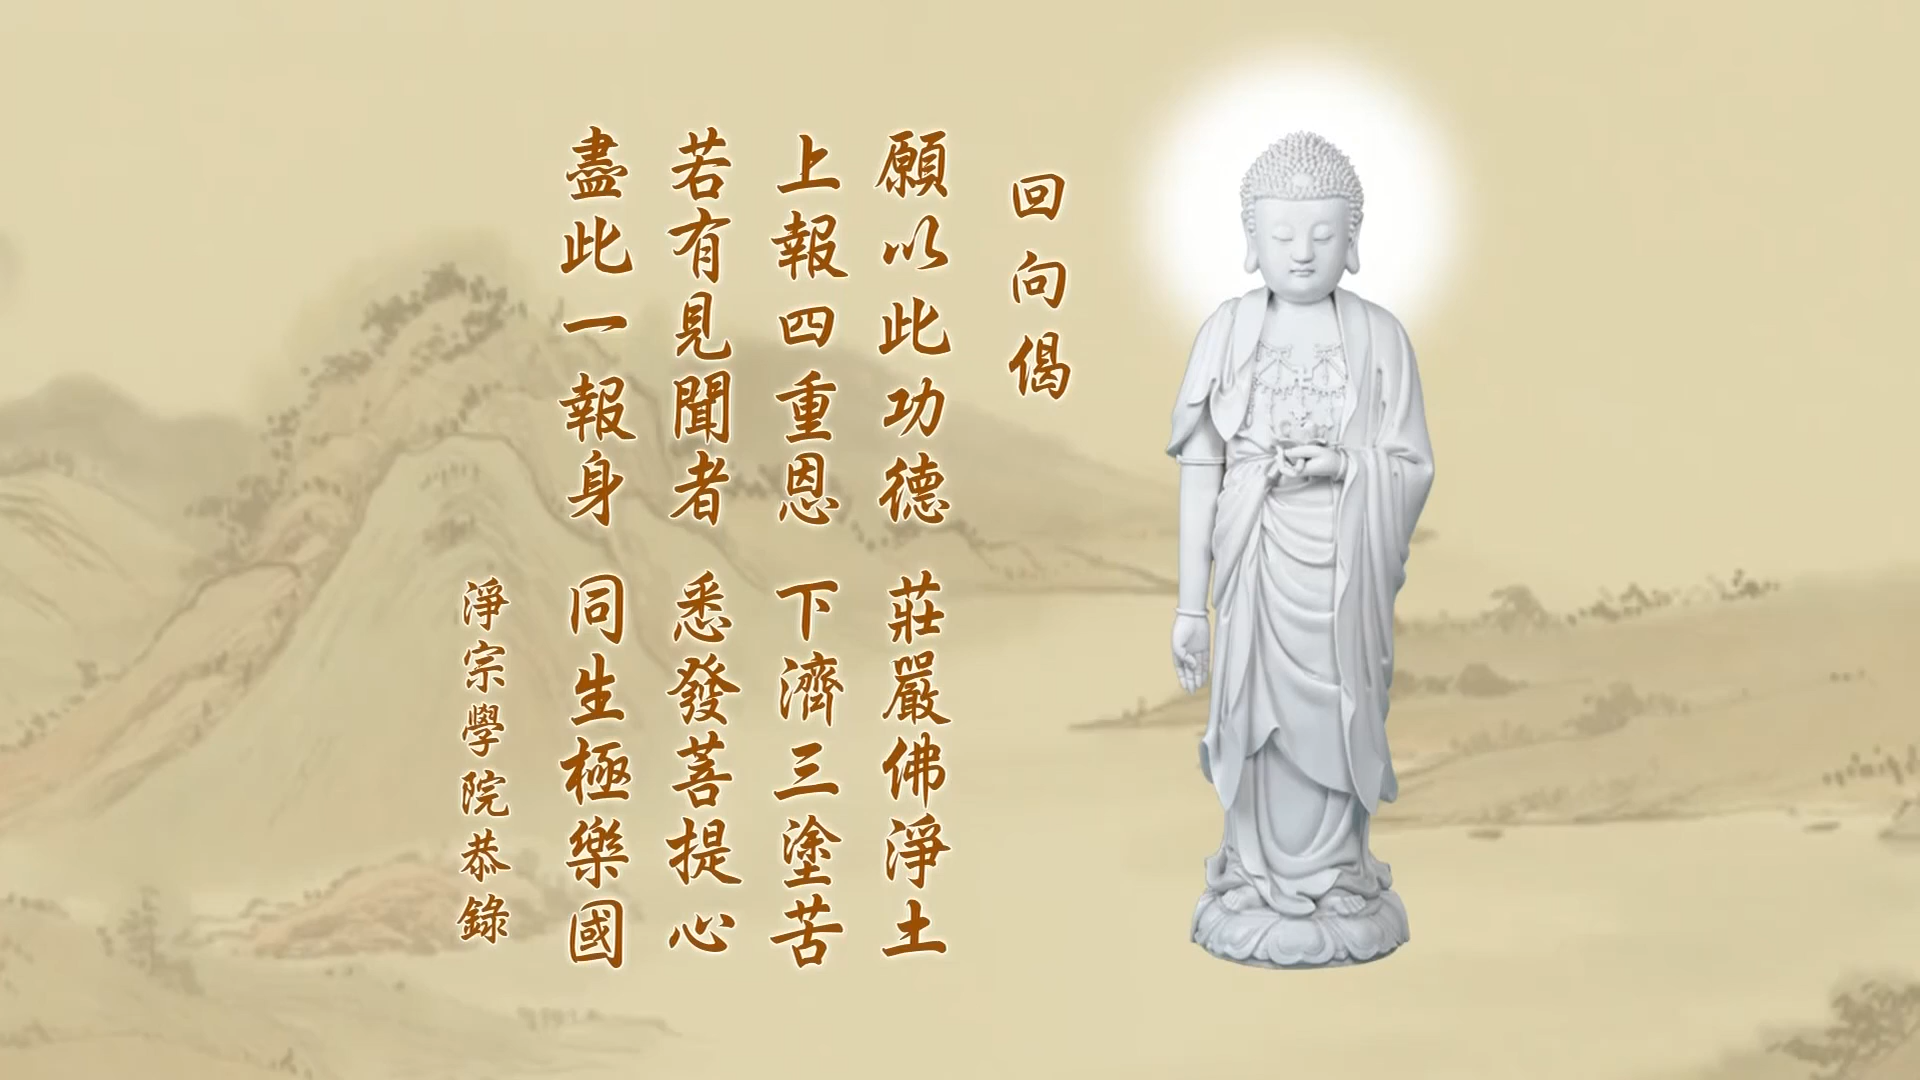 回向偈
願以此功德 莊嚴佛淨土
上報四重恩 下濟三塗苦
若有見聞者 悉發菩提心
盡此一報身 同生極樂國
淨宗學院恭錄